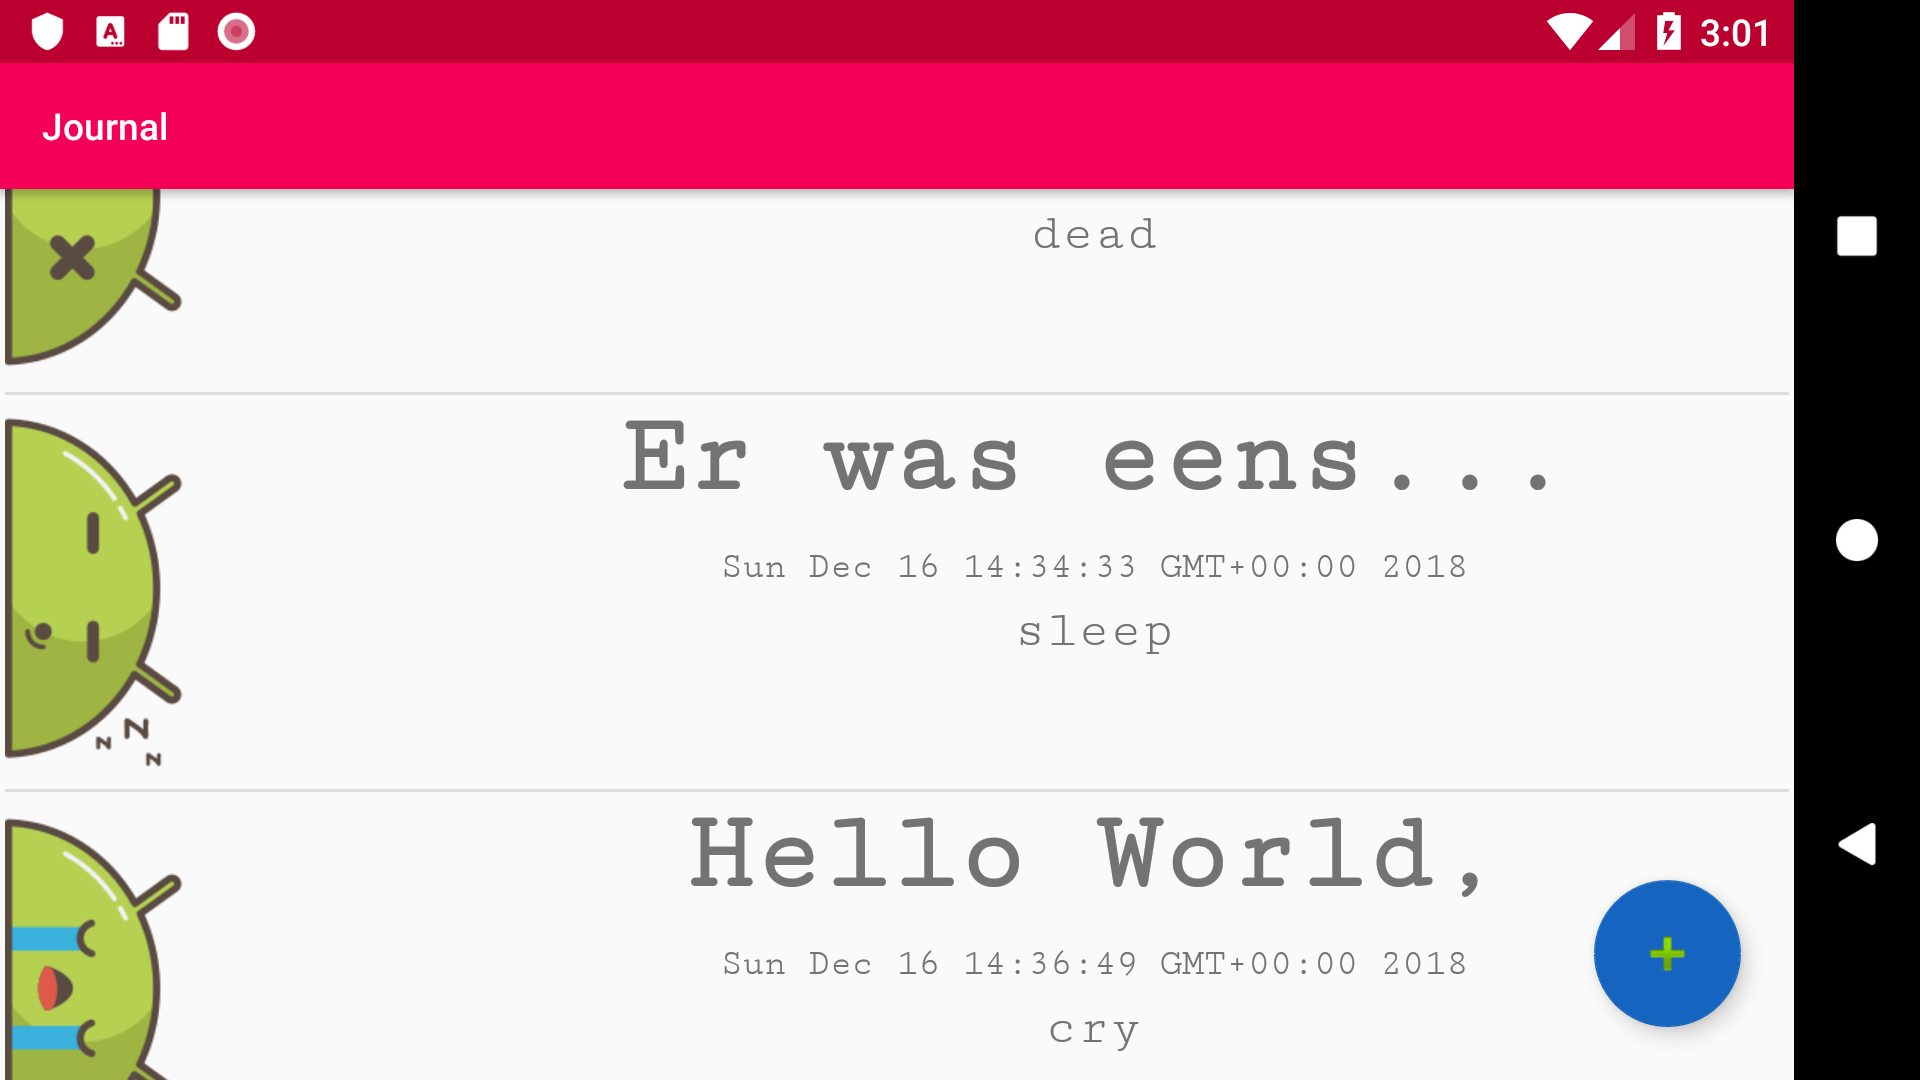 3:01
Journal
dead
Er was eens...
Sun Dec 16 14:34:33 GMT+00:00 2018
sleep
z Z z
Hello World,
Sun Dec 16 14:36:49 GMT+00:00 2018
cry